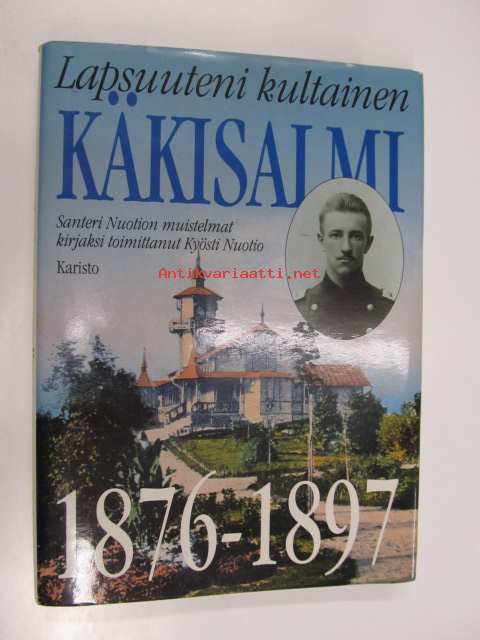 Lapsuuteni kultainen
KÄKISALMI
Santeri Nuotion muistelmat
kirjaksi toimittanut Kyösti Nuotio
Karisto
Antikvariaatti.net
1876-1897